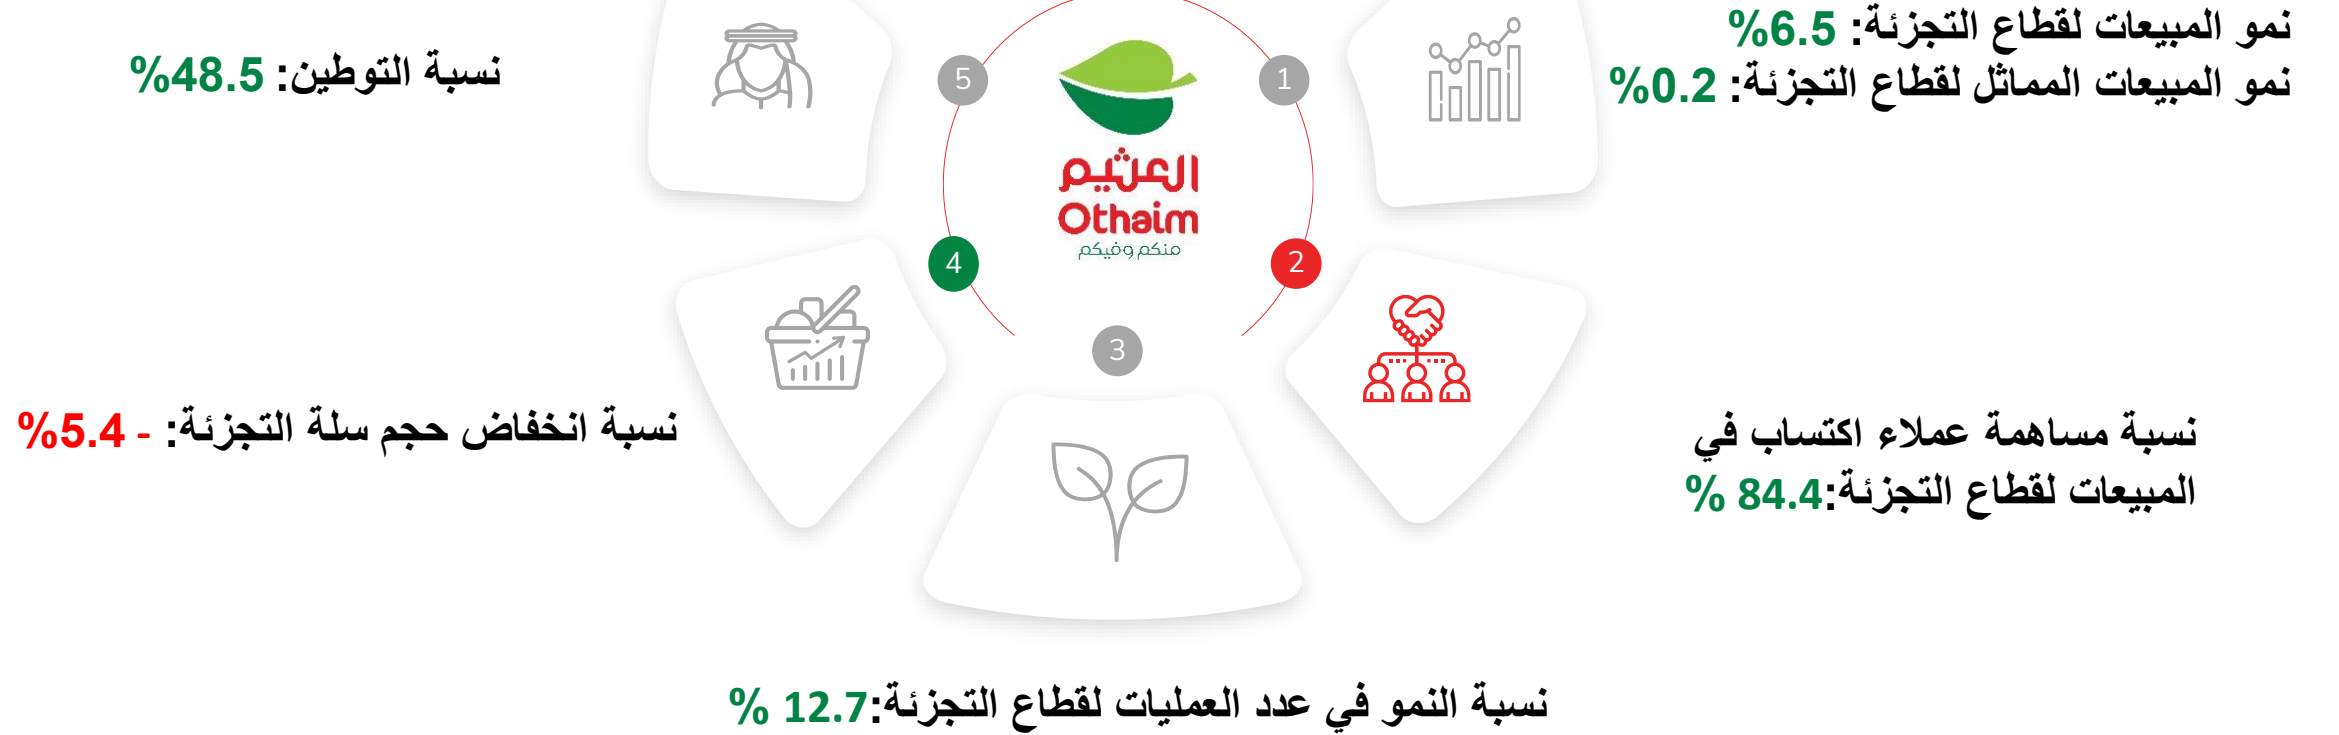 نمو المبيعات لقطاع التجزئة: 6.5%
نمو المبيعات المماثل لقطاع التجزئة: 0.2%
1
العثيم
Othaim
منكم وفيكم
5
نسبة التوطين: 48.5%
2
نسبة مساهمة عملاء اكتساب في
المبيعات لقطاع التجزئة:84.4 %
4
نسبة انخفاض حجم سلة التجزئة: - 5.4%
3
نسبة النمو في عدد العمليات لقطاع التجزئة:12.7 %